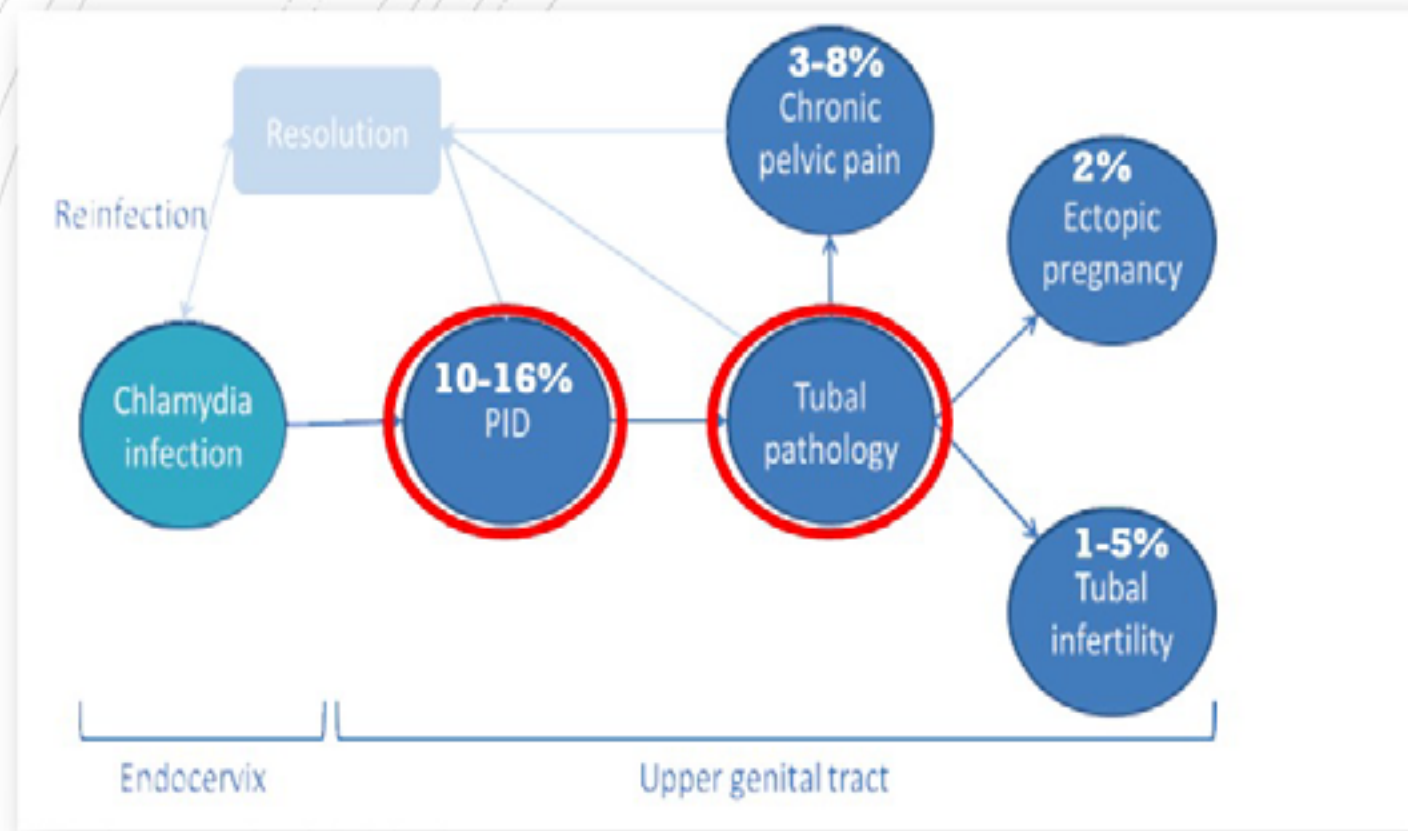 Resolution
Reinfection
Chlamydia
infection
10-16%
PID
Tubal
pathology
3-8%
Chronic
pelvic pain
2%
Ectopic
pregnancy
1-5%
Tubal
infertility
Endocervix
Upper genital tract